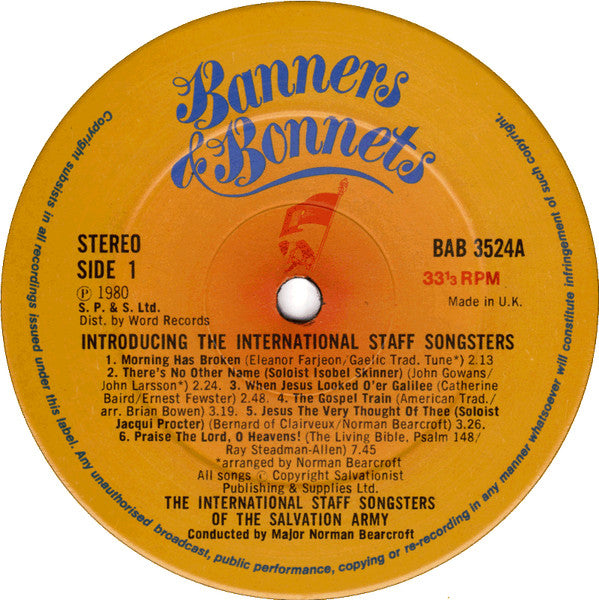 Banners
& Bonnets
STEREO
SIDE 1
℗ 1980
S. P. & S. Ltd.
Dist. by Word Records
BAB 3524A
33⅓ RPM
Made in U.K.
INTRODUCING THE INTERNATIONAL STAFF SONGSTERS
1. Morning Has Broken (Eleanor Farjeon/Gaelic Trad. Tune*) 2.13
2. There's No Other Name (Soloist Isobel Skinner) (John Gowans/
John Larsson*) 2.24. 3. When Jesus Looked O'er Galilee (Catherine
Baird/Ernest Fewster) 2.48. 4. The Gospel Train (American Trad./
arr. Brian Bowen) 3.19. 5. Jesus The Very Thought Of Thee (Soloist
Jacqui Procter) (Bernard of Clairveux/Norman Bearcroft) 3.26.
6. Praise The Lord, O Heavens! (The Living Bible, Psalm 148/
Ray Steadman-Allen) 7.45
*arranged by Norman Bearcroft
All songs © Copyright Salvationist
Publishing & Supplies Ltd.
THE INTERNATIONAL STAFF SONGSTERS
OF THE SALVATION ARMY
Conducted by Major Norman Bearcroft
Copyright subsists in all recordings issued under this label. Any unauthorised broadcast, public performance, copying or re-recording in any manner whatsoever will constitute infringement of such copyright.